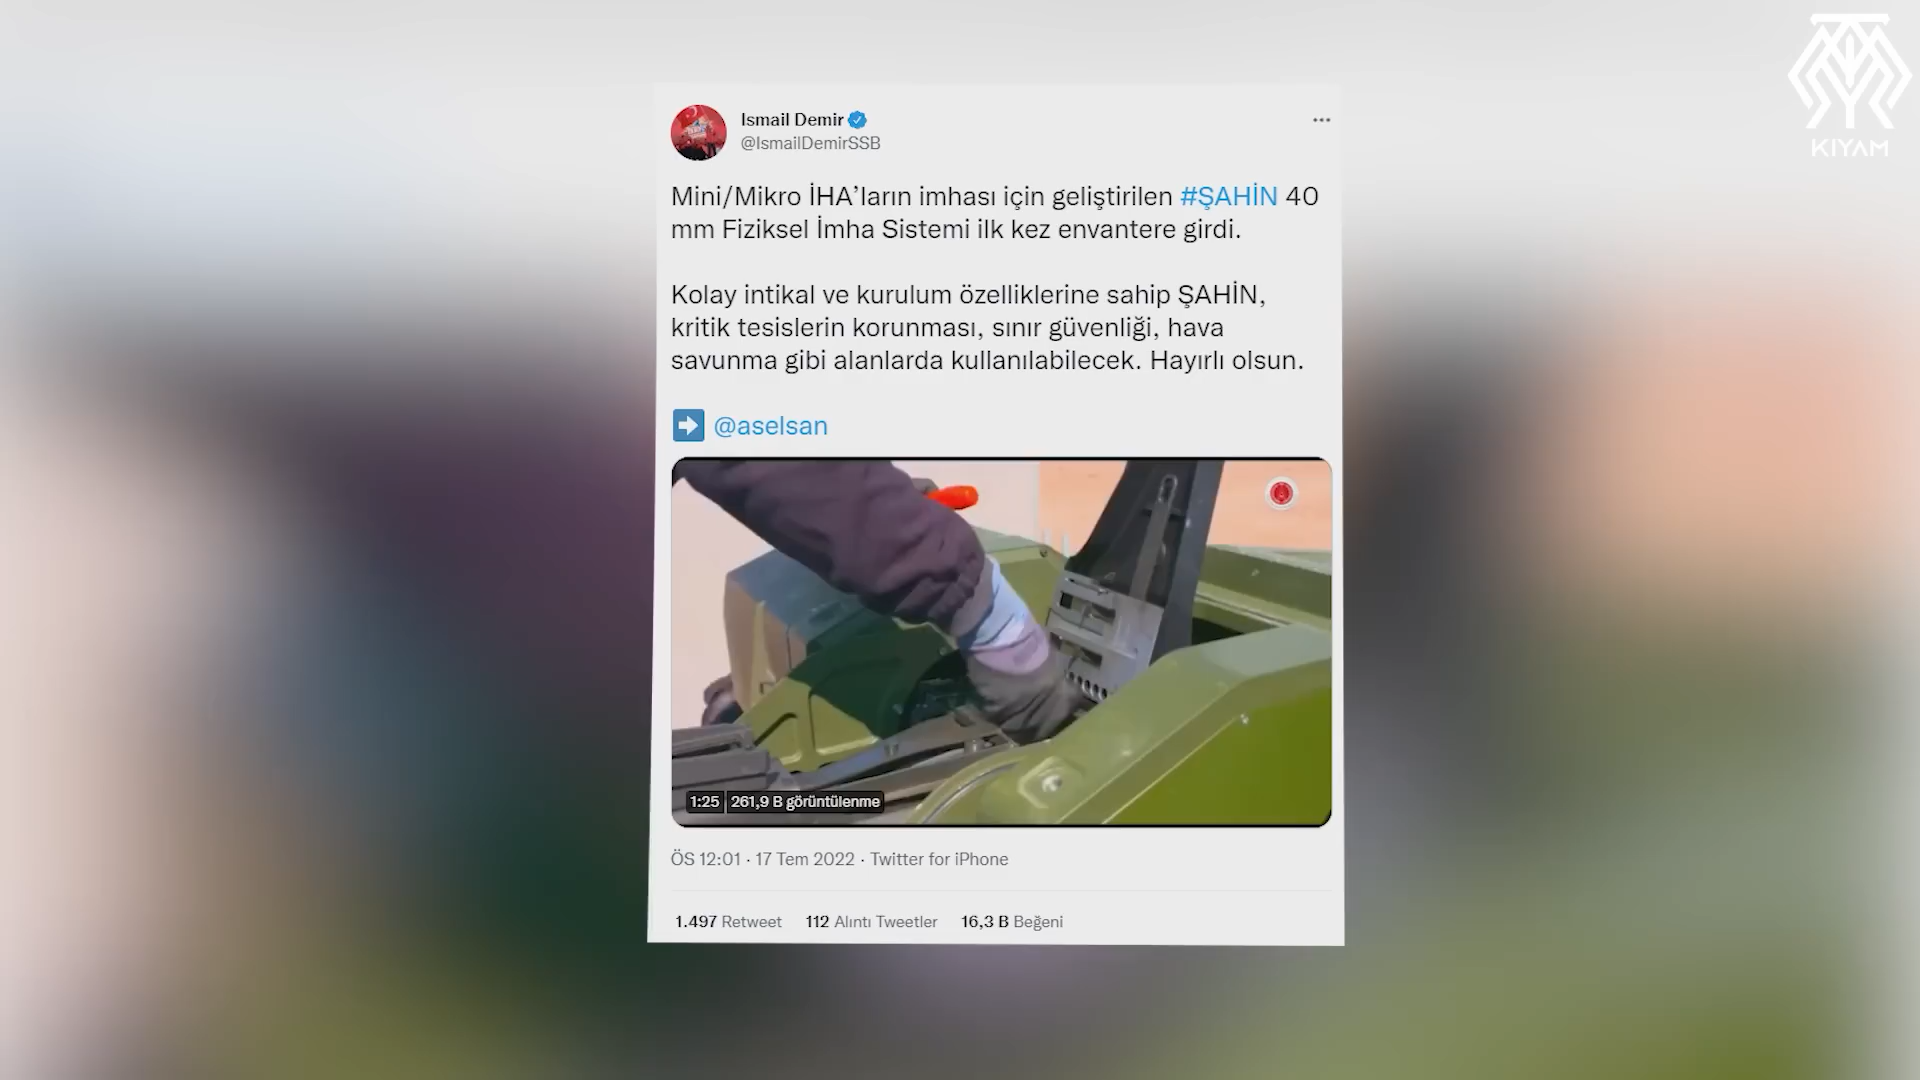 KIYAM
Ismail Demir
@IsmailDemirSSB
Mini/Mikro İHA’ların imhası için geliştirilen #ŞAHİN 40
mm Fiziksel İmha Sistemi ilk kez envantere girdi.
Kolay intikal ve kurulum özelliklerine sahip ŞAHİN,
kritik tesislerin korunması, sınır güvenliği, hava
savunma gibi alanlarda kullanılabilecek. Hayırlı olsun.
@aselsan
1:25 261,9 B görüntülenme
ÖS 12:01 · 17 Tem 2022 · Twitter for iPhone
1.497 Retweet 112 Alıntı Tweetler 16,3 B Beğeni